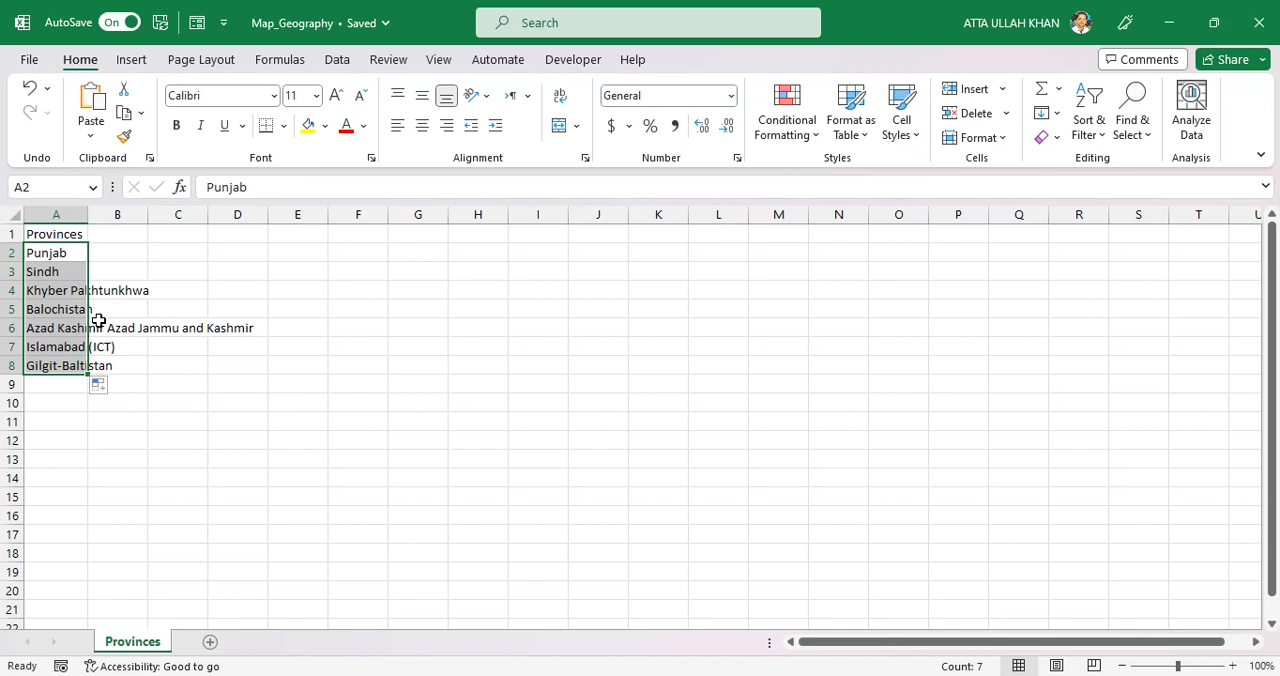 AutoSave On Map_Geography • Saved Search ATTA ULLAH KHAN
File Home Insert Page Layout Formulas Data Review View Automate Developer Help Comments Share
Calibri 11 General Insert
Paste Conditional Formatting Format as Table Cell Styles Delete Sort & Filter Find & Select Analyze Data
B I U A $ % Format
Undo Clipboard Font Alignment Number Styles Cells Editing Analysis
A2 fx Punjab
A B C D E F G H I J K L M N O P Q R S T U
1 Provinces
2 Punjab
3 Sindh
4 Khyber Pakhtunkhwa
5 Balochistan
6 Azad Kashmir Azad Jammu and Kashmir
7 Islamabad (ICT)
8 Gilgit-Baltistan
9
10
11
12
13
14
15
16
17
18
19
20
21
22
Provinces
Ready Accessibility: Good to go Count: 7 100%